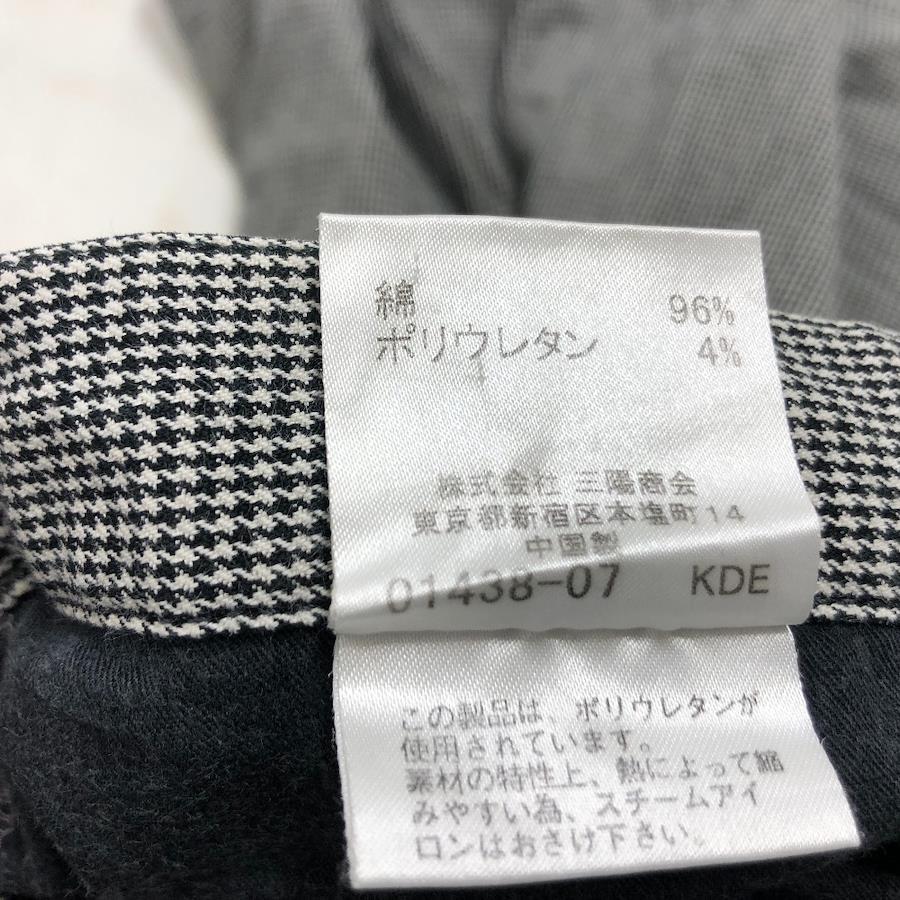 綿 96%
ポリウレタン 4%
株式会社 三陽商会
東京都新宿区本塩町14
中国製
01438-07 KDE
この製品は、ポリウレタンが
使用されています。
素材の特性上、熱によって縮
みやすい為、スチームアイ
ロンはおさけ下さい。